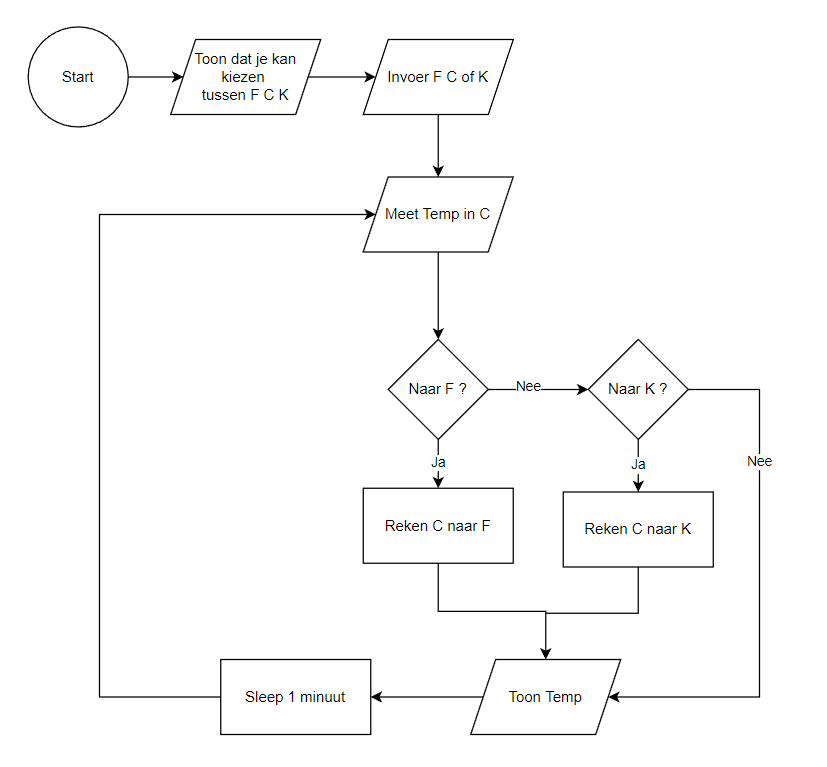 Start
Toon dat je kan
kiezen
tussen F C K
Invoer F C of K
Meet Temp in C
Naar F ?
Nee
Naar K ?
Ja
Ja
Nee
Reken C naar F
Reken C naar K
Sleep 1 minuut
Toon Temp